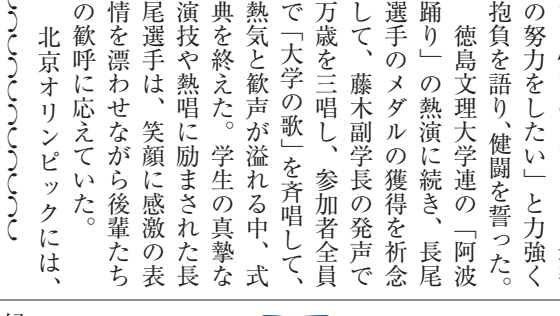 の努力をしたい」と力強く
抱負を語り、健闘を誓った。
徳島文理大学連の「阿波
踊り」の熱演に続き、長尾
選手のメダルの獲得を祈念
して、藤木副学長の発声で
万歳を三唱し、参加者全員
で「大学の歌」を斉唱して、
熱気と歓声が溢れる中、式
典を終えた。学生の真摯な
演技や熱唱に励まされた長
尾選手は、笑顔に感激の表
情を漂わせながら後輩たち
の歓呼に応えていた。
北京オリンピックには、